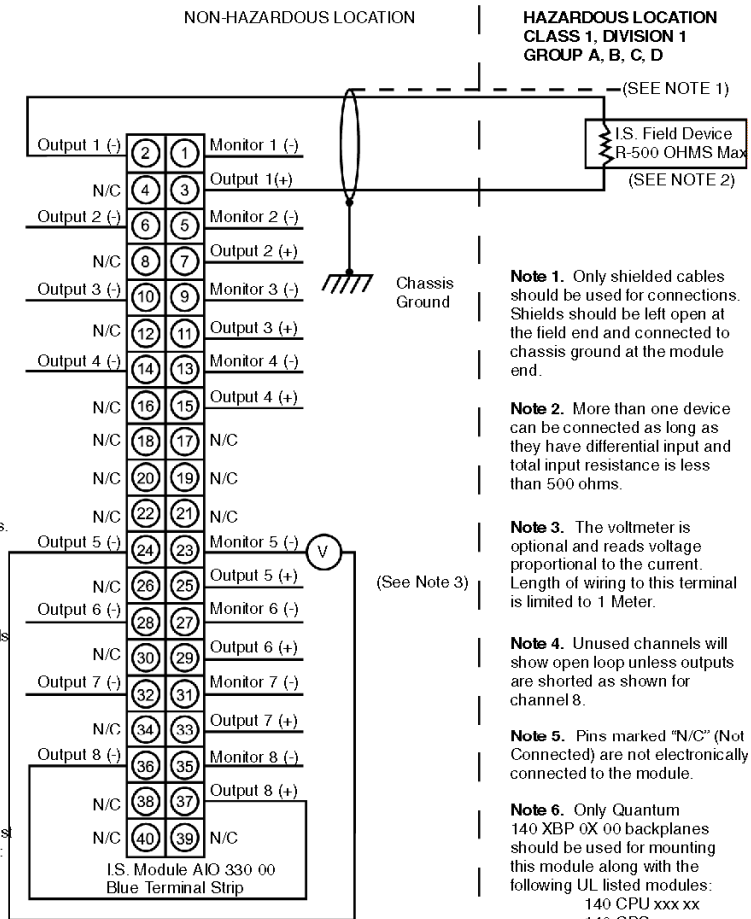 NON-HAZARDOUS LOCATION
HAZARDOUS LOCATION
CLASS 1, DIVISION 1
GROUP A, B, C, D
(SEE NOTE 1)
I.S. Field Device
R-500 OHMS Max
(SEE NOTE 2)
Output 1 (-) 2 1 Monitor 1 (-)
N/C 4 3 Output 1(+)
Output 2 (-) 6 5 Monitor 2 (-)
N/C 8 7 Output 2 (+)
Output 3 (-) 10 9 Monitor 3 (-)
N/C 12 11 Output 3 (+)
Output 4 (-) 14 13 Monitor 4 (-)
N/C 16 15 Output 4 (+)
N/C 18 17 N/C
N/C 20 19 N/C
N/C 22 21 N/C
Output 5 (-) 24 23 Monitor 5 (-) V
N/C 26 25 Output 5 (+)
Output 6 (-) 28 27 Monitor 6 (-)
N/C 30 29 Output 6 (+)
Output 7 (-) 32 31 Monitor 7 (-)
N/C 34 33 Output 7 (+)
Output 8 (-) 36 35 Monitor 8 (-)
N/C 38 37 Output 8 (+)
N/C 40 39 N/C
I.S. Module AIO 330 00
Blue Terminal Strip
Chassis
Ground
(See Note 3)
Note 1. Only shielded cables
should be used for connections.
Shields should be left open at
the field end and connected to
chassis ground at the module
end.
Note 2. More than one device
can be connected as long as
they have differential input and
total input resistance is less
than 500 ohms.
Note 3. The voltmeter is
optional and reads voltage
proportional to the current.
Length of wiring to this terminal
is limited to 1 Meter.
Note 4. Unused channels will
show open loop unless outputs
are shorted as shown for
channel 8.
Note 5. Pins marked "N/C" (Not
Connected) are not electronically
connected to the module.
Note 6. Only Quantum
140 XBP 0X 00 backplanes
should be used for mounting
this module along with the
following UL listed modules:
140 CPU xxx xx